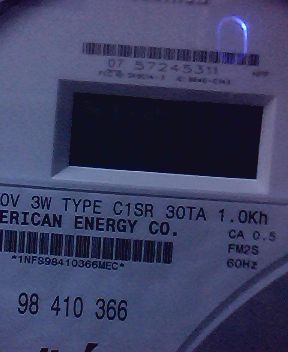 07 57245311
0V 3W TYPE C1SR 30TA 1.0Kh
ERICAN ENERGY CO.
CA 0.5
FM2S
60Hz
*1NFS98410366MEC*
98 410 366